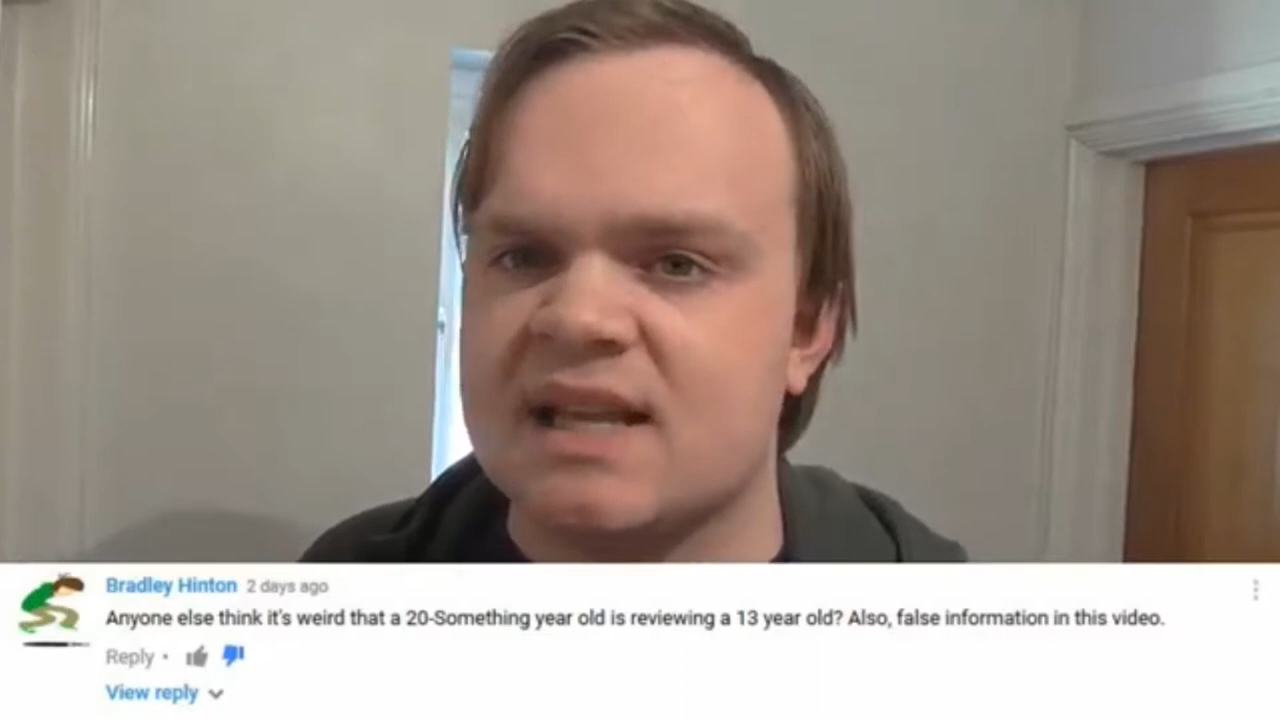 Bradley Hinton 2 days ago
Anyone else think it's weird that a 20-Something year old is reviewing a 13 year old? Also, false information in this video.
Reply •
View reply